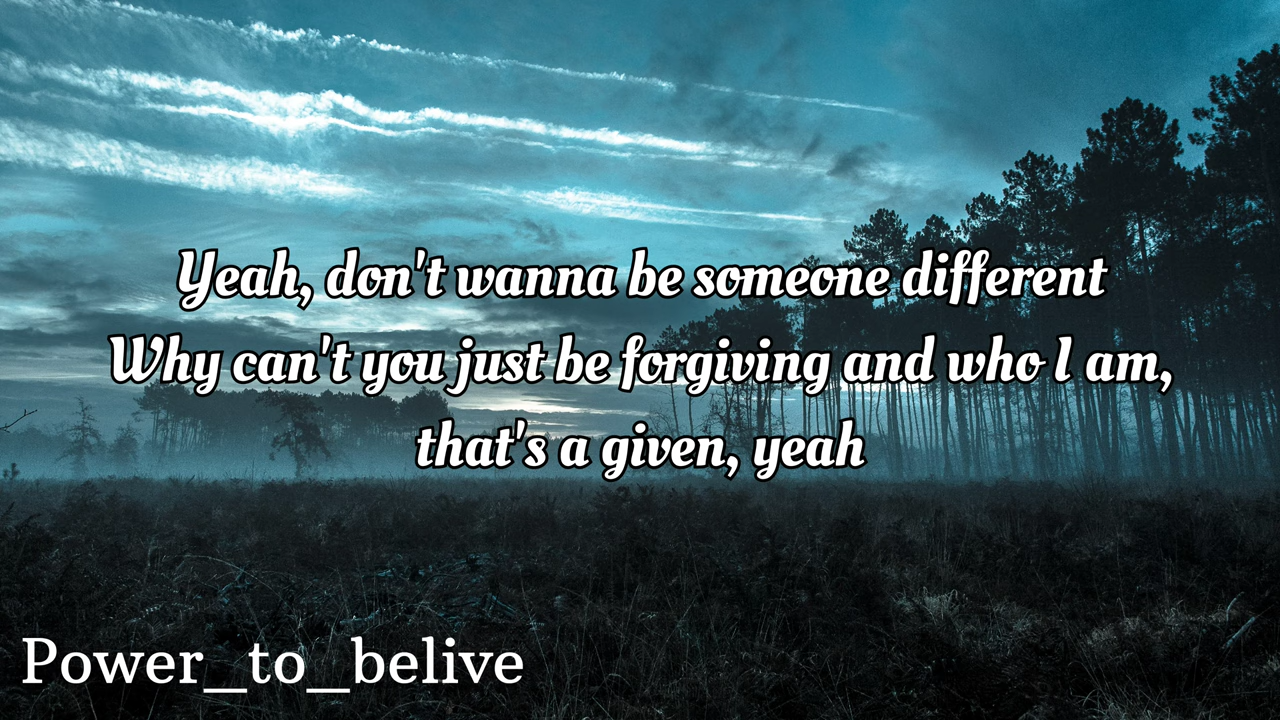 Yeah, don't wanna be someone different
Why can't you just be forgiving and who I am,
that's a given, yeah
Power_to_belive